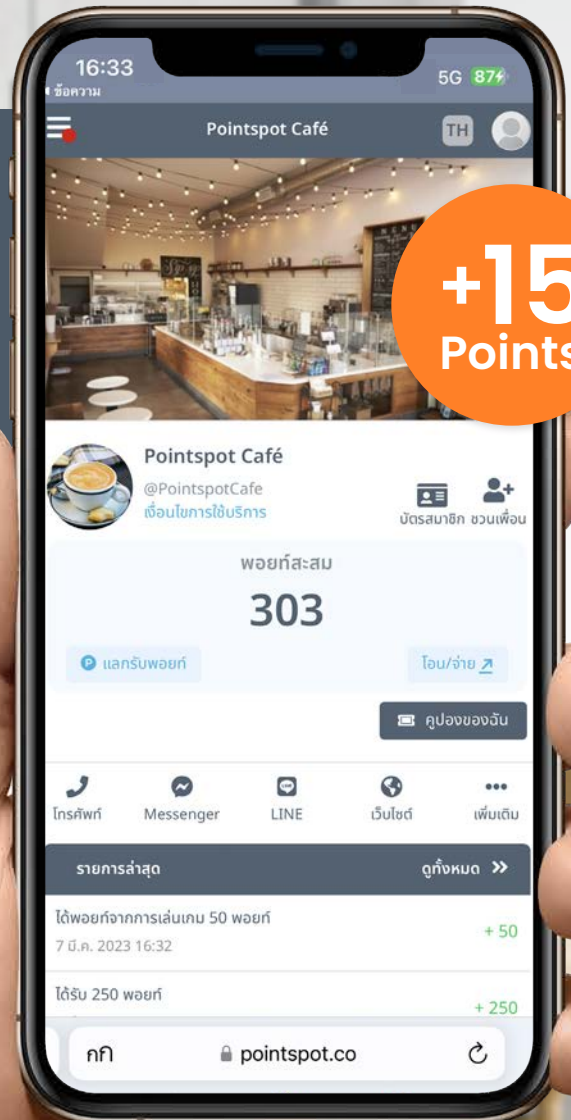 16:33
5G 87
ข้อความ
Pointspot Café
TH
MENU
+15
Points
Pointspot Café
@PointspotCafe
เงื่อนไขการใช้บริการ
บัตรสมาชิก ชวนเพื่อน
พอยท์สะสม
303
P แลกรับพอยท์
โอน/จ่าย
คูปองของฉัน
โทรศัพท์ Messenger LINE เว็บไซต์ เพิ่มเติม
รายการล่าสุด ดูทั้งหมด
ได้พอยท์จากการเล่นเกม 50 พอยท์
+ 50
7 มี.ค. 2023 16:32
ได้รับ 250 พอยท์
+ 250
กก pointspot.co